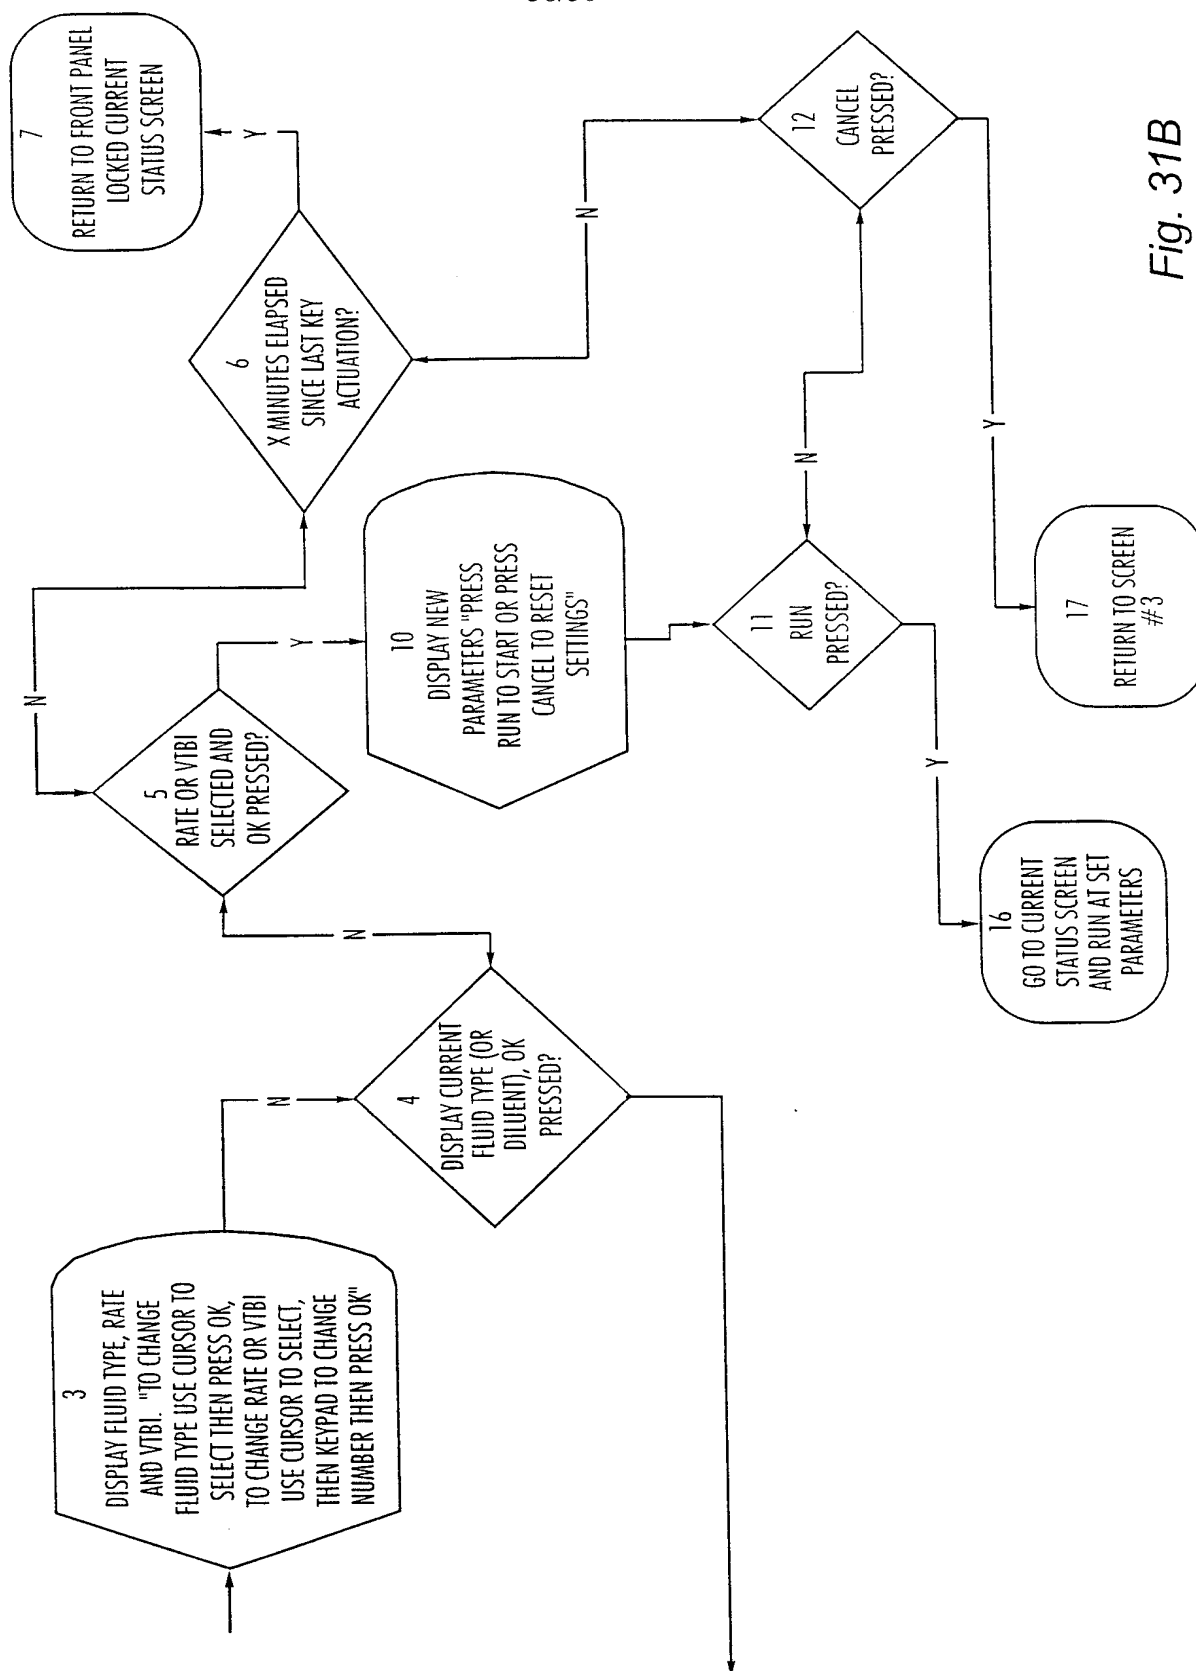 3
DISPLAY FLUID TYPE, RATE
AND VTBI. "TO CHANGE
FLUID TYPE USE CURSOR TO
SELECT THEN PRESS OK,
TO CHANGE RATE OR VTBI
USE CURSOR TO SELECT,
THEN KEYPAD TO CHANGE
NUMBER THEN PRESS OK"
N
4
DISPLAY CURRENT
FLUID TYPE (OR
DILUENT), OK
PRESSED?
N
5
RATE OR VTBI
SELECTED AND
OK PRESSED?
N
Y
6
X MINUTES ELAPSED
SINCE LAST KEY
ACTUATION?
Y
7
RETURN TO FRONT PANEL
LOCKED CURRENT
STATUS SCREEN
N
10
DISPLAY NEW
PARAMETERS "PRESS
RUN TO START OR PRESS
CANCEL TO RESET
SETTINGS"
11
RUN
PRESSED?
N
12
CANCEL
PRESSED?
Y
Y
16
GO TO CURRENT
STATUS SCREEN
AND RUN AT SET
PARAMETERS
17
RETURN TO SCREEN
#3
Fig. 31B